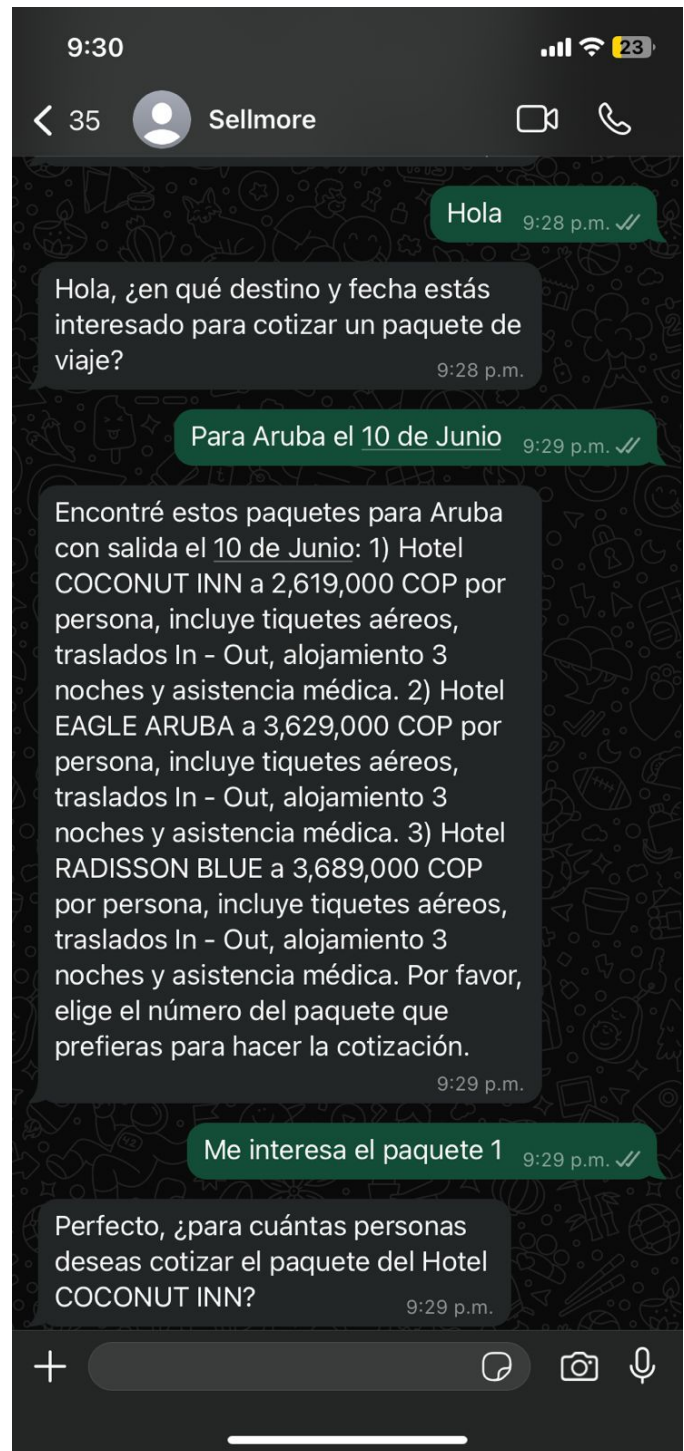 9:30
23
35
Sellmore
Hola
9:28 p.m.
Hola, ¿en qué destino y fecha estás
interesado para cotizar un paquete de
viaje?
9:28 p.m.
Para Aruba el 10 de Junio
9:29 p.m.
Encontré estos paquetes para Aruba
con salida el 10 de Junio: 1) Hotel
COCONUT INN a 2,619,000 COP por
persona, incluye tiquetes aéreos,
traslados In - Out, alojamiento 3
noches y asistencia médica. 2) Hotel
EAGLE ARUBA a 3,629,000 COP por
persona, incluye tiquetes aéreos,
traslados In - Out, alojamiento 3
noches y asistencia médica. 3) Hotel
RADISSON BLUE a 3,689,000 COP
por persona, incluye tiquetes aéreos,
traslados In - Out, alojamiento 3
noches y asistencia médica. Por favor,
elige el número del paquete que
prefieras para hacer la cotización.
9:29 p.m.
Me interesa el paquete 1
9:29 p.m.
Perfecto, ¿para cuántas personas
deseas cotizar el paquete del Hotel
COCONUT INN?
9:29 p.m.